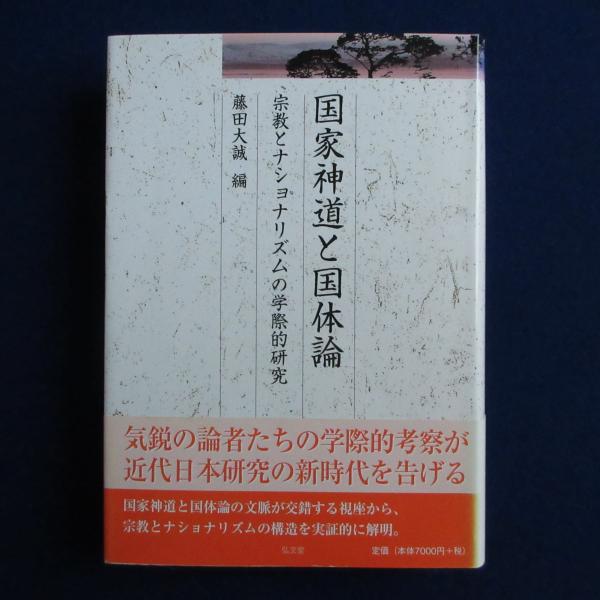 国家神道と国体論
宗教とナショナリズムの学際的研究
藤田大誠 編
気鋭の論者たちの学際的考察が
近代日本研究の新時代を告げる
国家神道と国体論の文脈が交錯する視座から、
宗教とナショナリズムの構造を実証的に解明。
弘文堂
定価（本体7000円＋税）